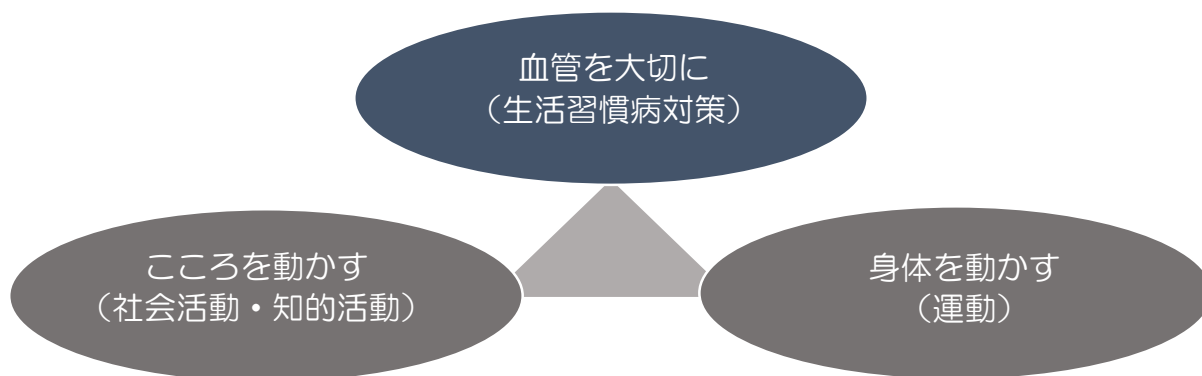 血管を大切に
（生活習慣病対策）
こころを動かす
（社会活動・知的活動）
身体を動かす
（運動）